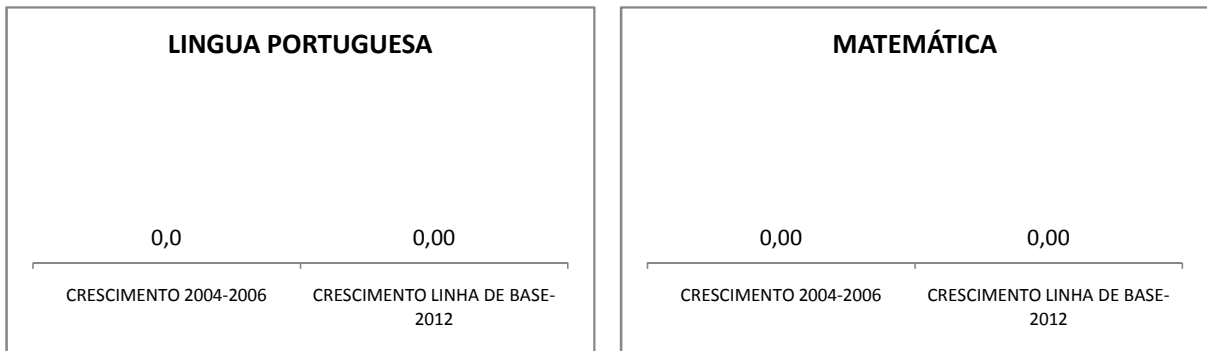 LINGUA PORTUGUESA
0,0
0,00
CRESCIMENTO 2004-2006
CRESCIMENTO LINHA DE BASE-
2012
MATEMÁTICA
0,00
0,00
CRESCIMENTO 2004-2006
CRESCIMENTO LINHA DE BASE-
2012